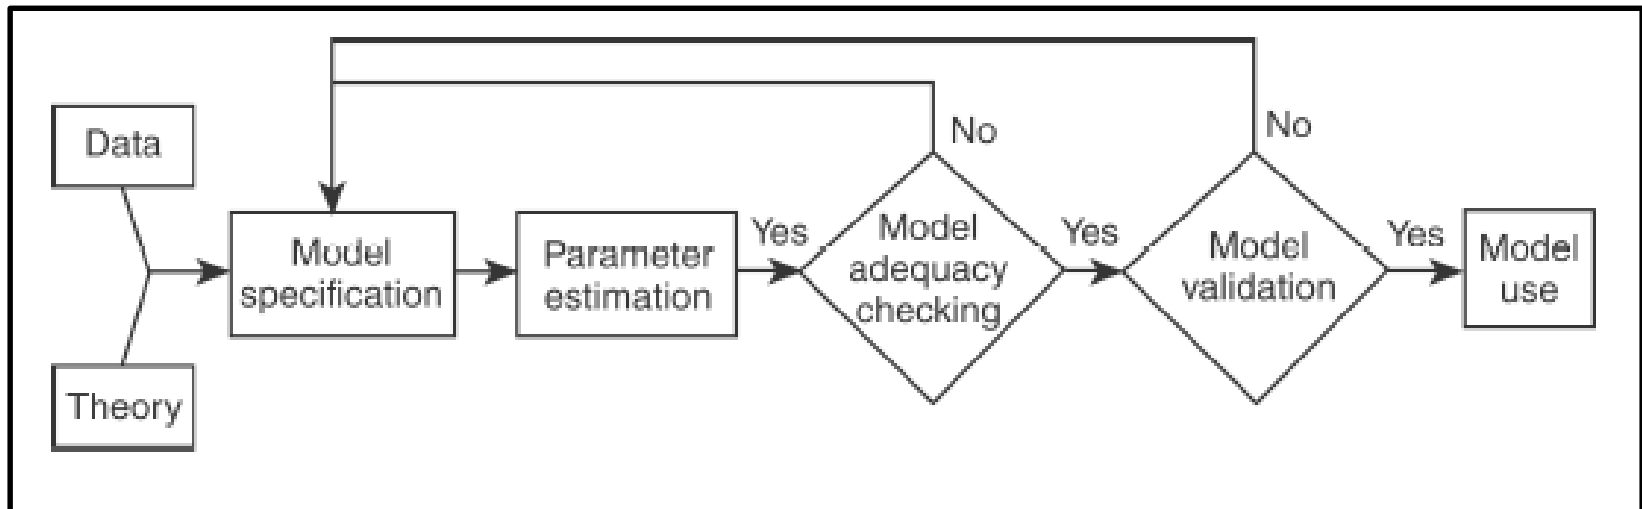 Data
Theory
Model
specification
Parameter
estimation
Yes
Model
adequacy
checking
No
Yes
Model
validation
No
Yes
Model
use